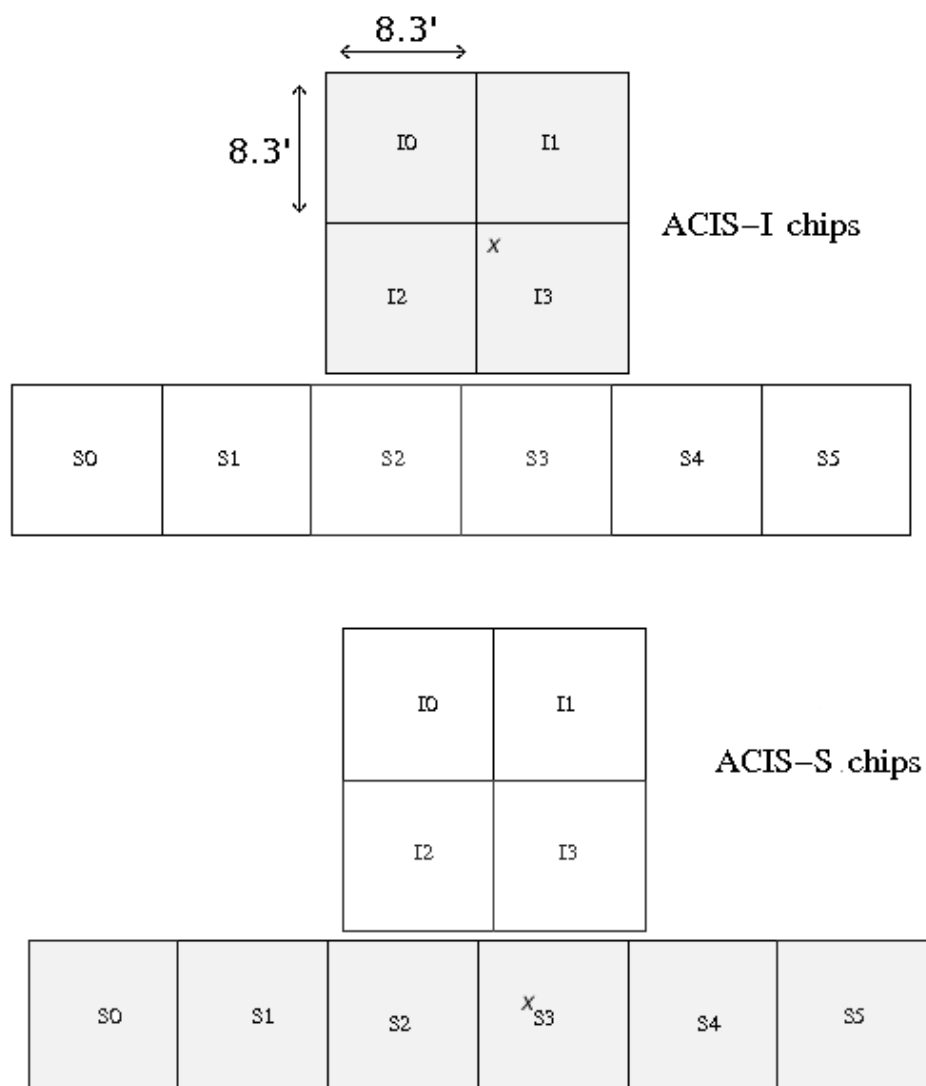 8.3'
8.3'
I0 I1
ACIS–I chips
x
I2 I3
S0 S1 S2 S3 S4 S5
I0 I1
ACIS–S chips
I2 I3
x
S0 S1 S2 S3 S4 S5